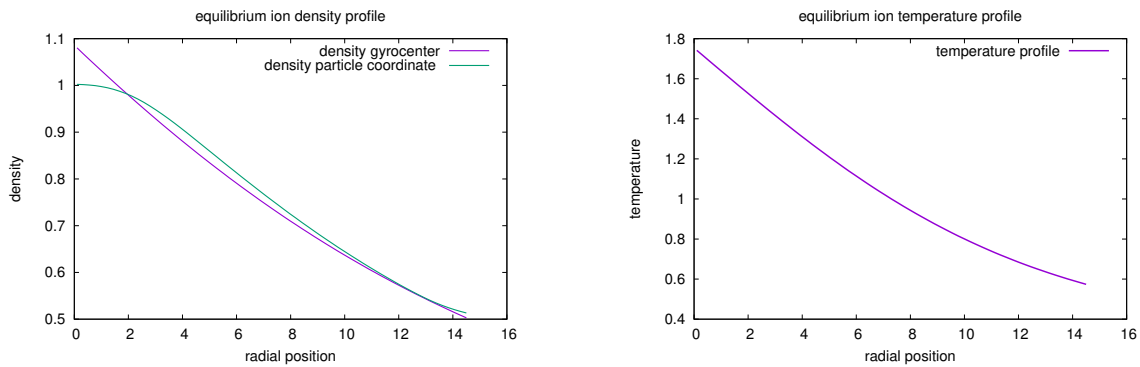 equilibrium ion density profile
1.1
1
0.9
0.8
0.7
0.6
0.5
density
density gyrocenter
density particle coordinate
0 2 4 6 8 10 12 14 16
radial position
equilibrium ion temperature profile
1.8
1.6
1.4
1.2
1
0.8
0.6
0.4
temperature
temperature profile
0 2 4 6 8 10 12 14 16
radial position